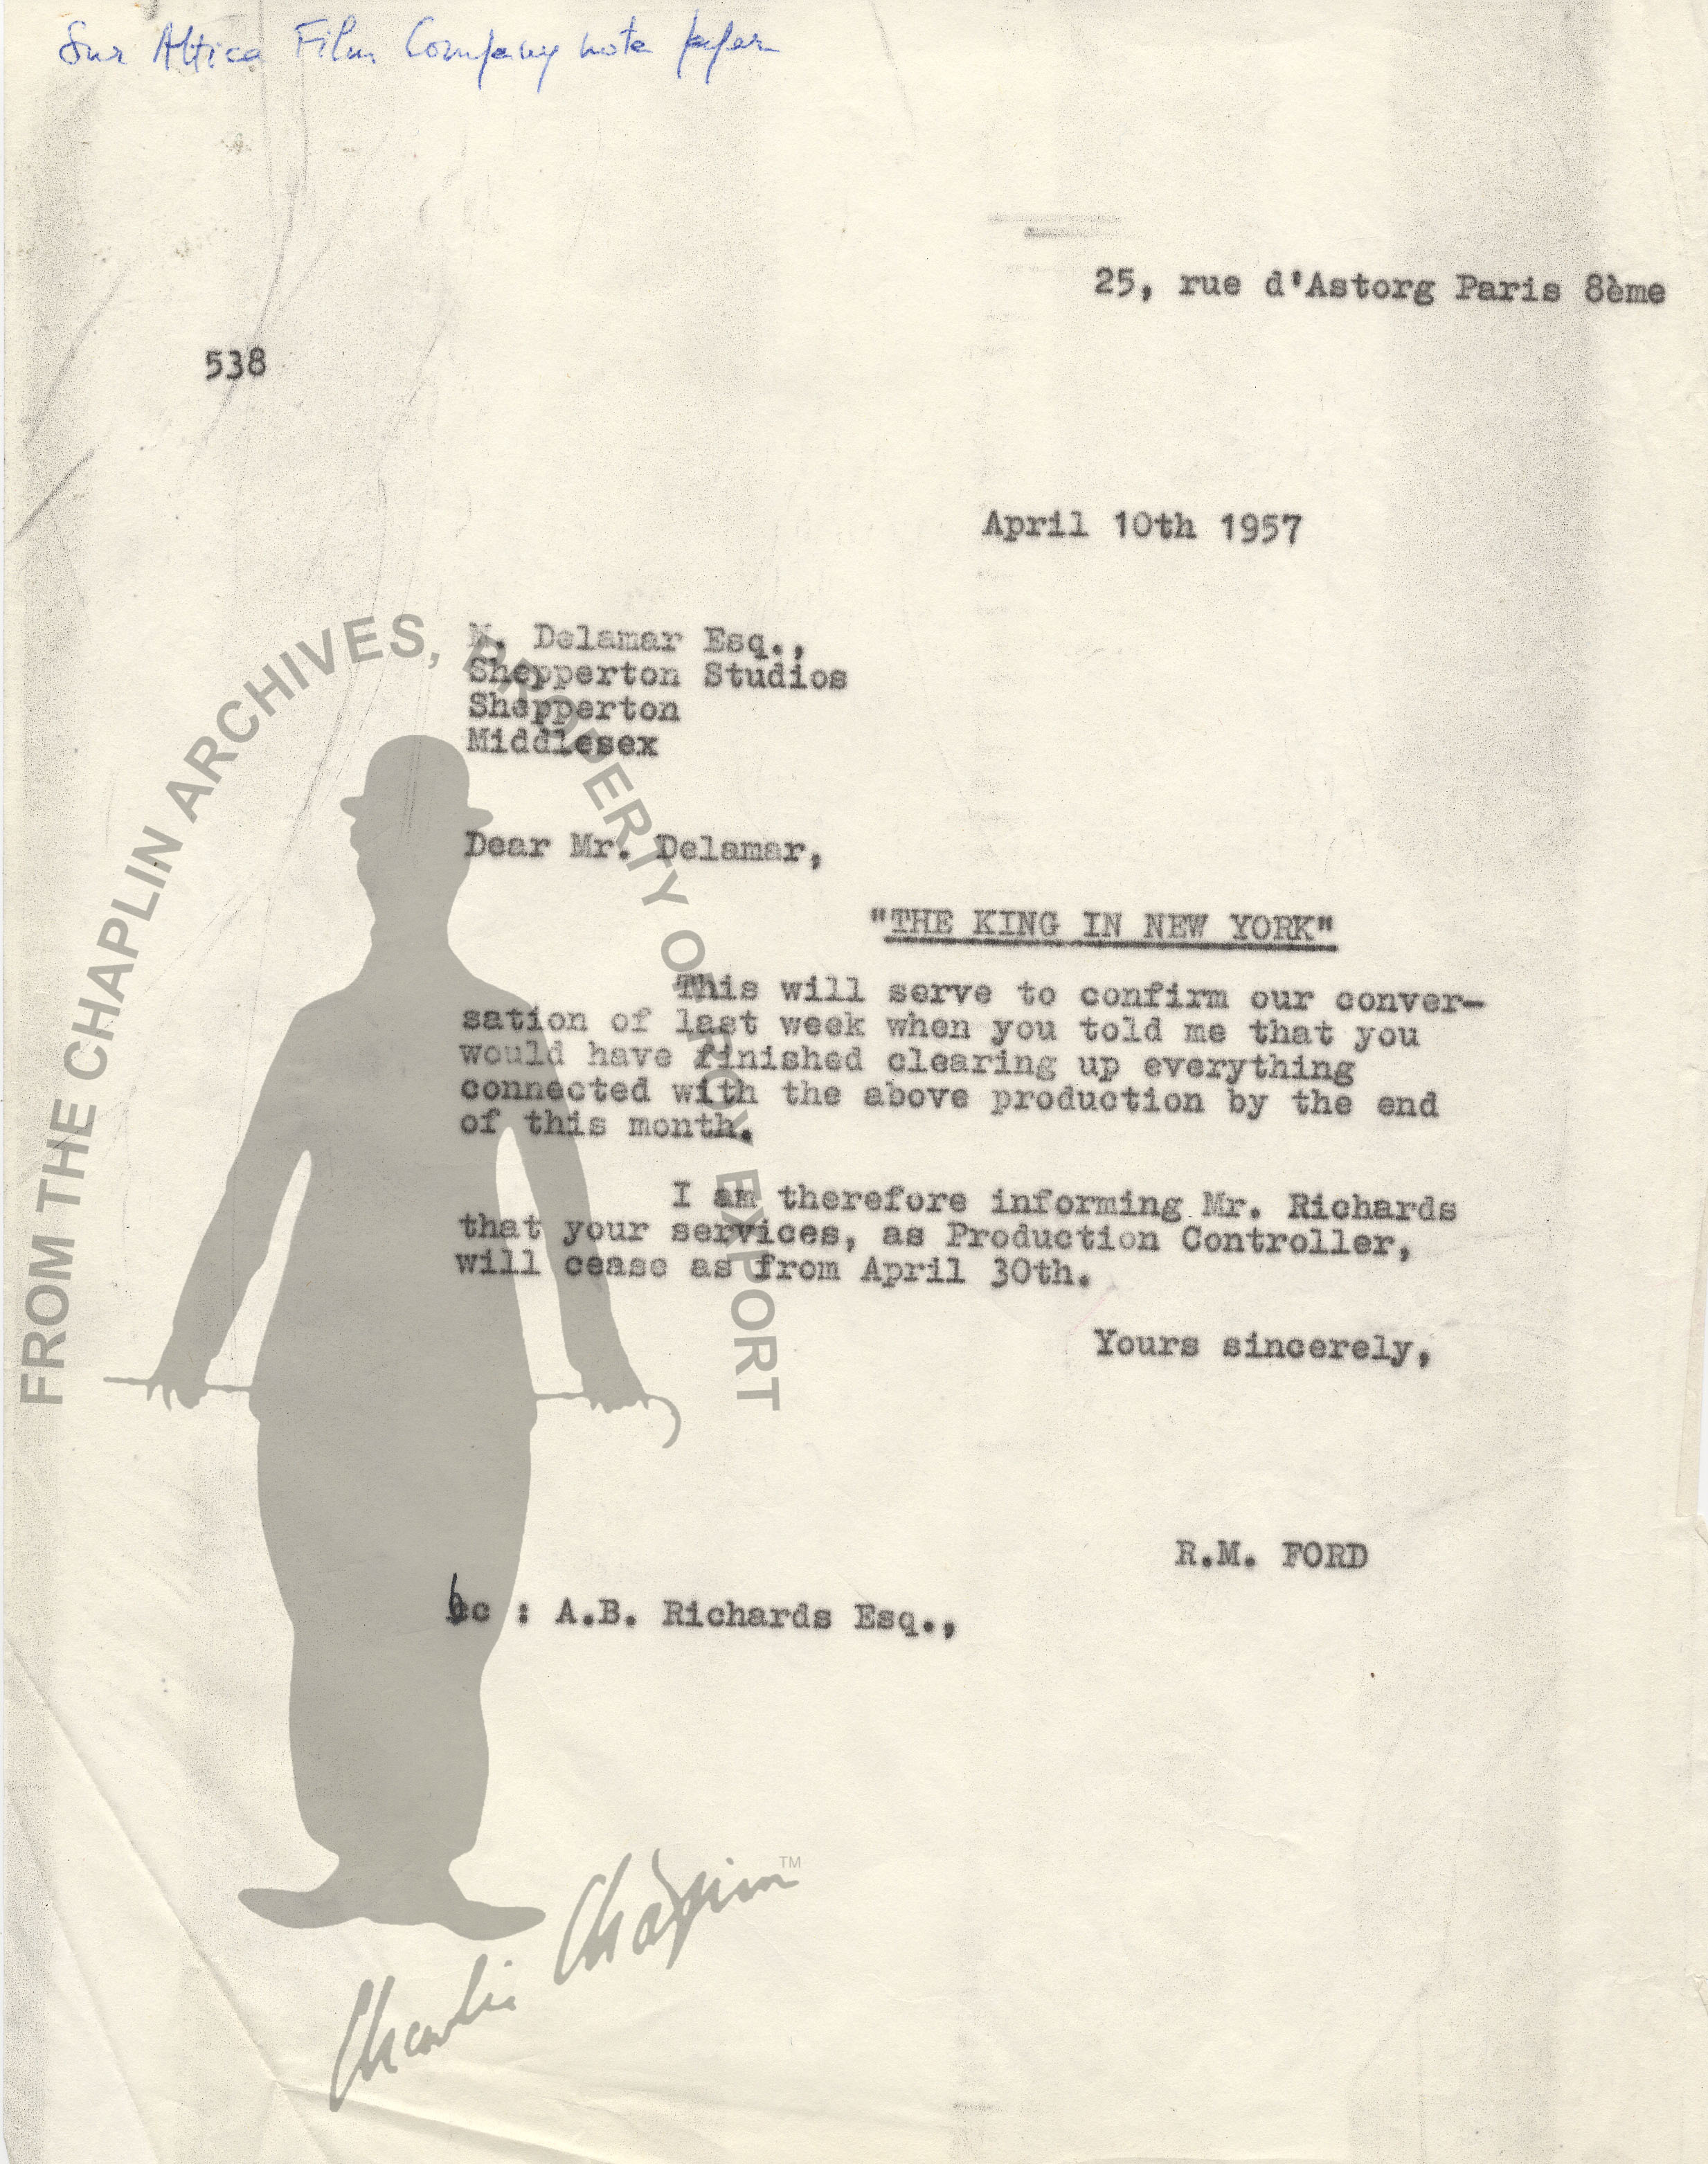 Sur Attica Film Company note paper
25, rue d'Astorg Paris 8ème
538
April 10th 1957
M. Delamar Esq.,
Shepperton Studios
Shepperton
Middlesex
Dear Mr. Delamar,
"THE KING IN NEW YORK"
This will serve to confirm our conver-
sation of last week when you told me that you
would have finished clearing up everything
connected with the above production by the end
of this month.
I am therefore informing Mr. Richards
that your services, as Production Controller,
will cease as from April 30th.
Yours sincerely,
R.M. FORD
bc : A.B. Richards Esq.,
FROM THE CHAPLIN ARCHIVES, PROPERTY OF ROY EXPORT
Charlie Chaplin TM